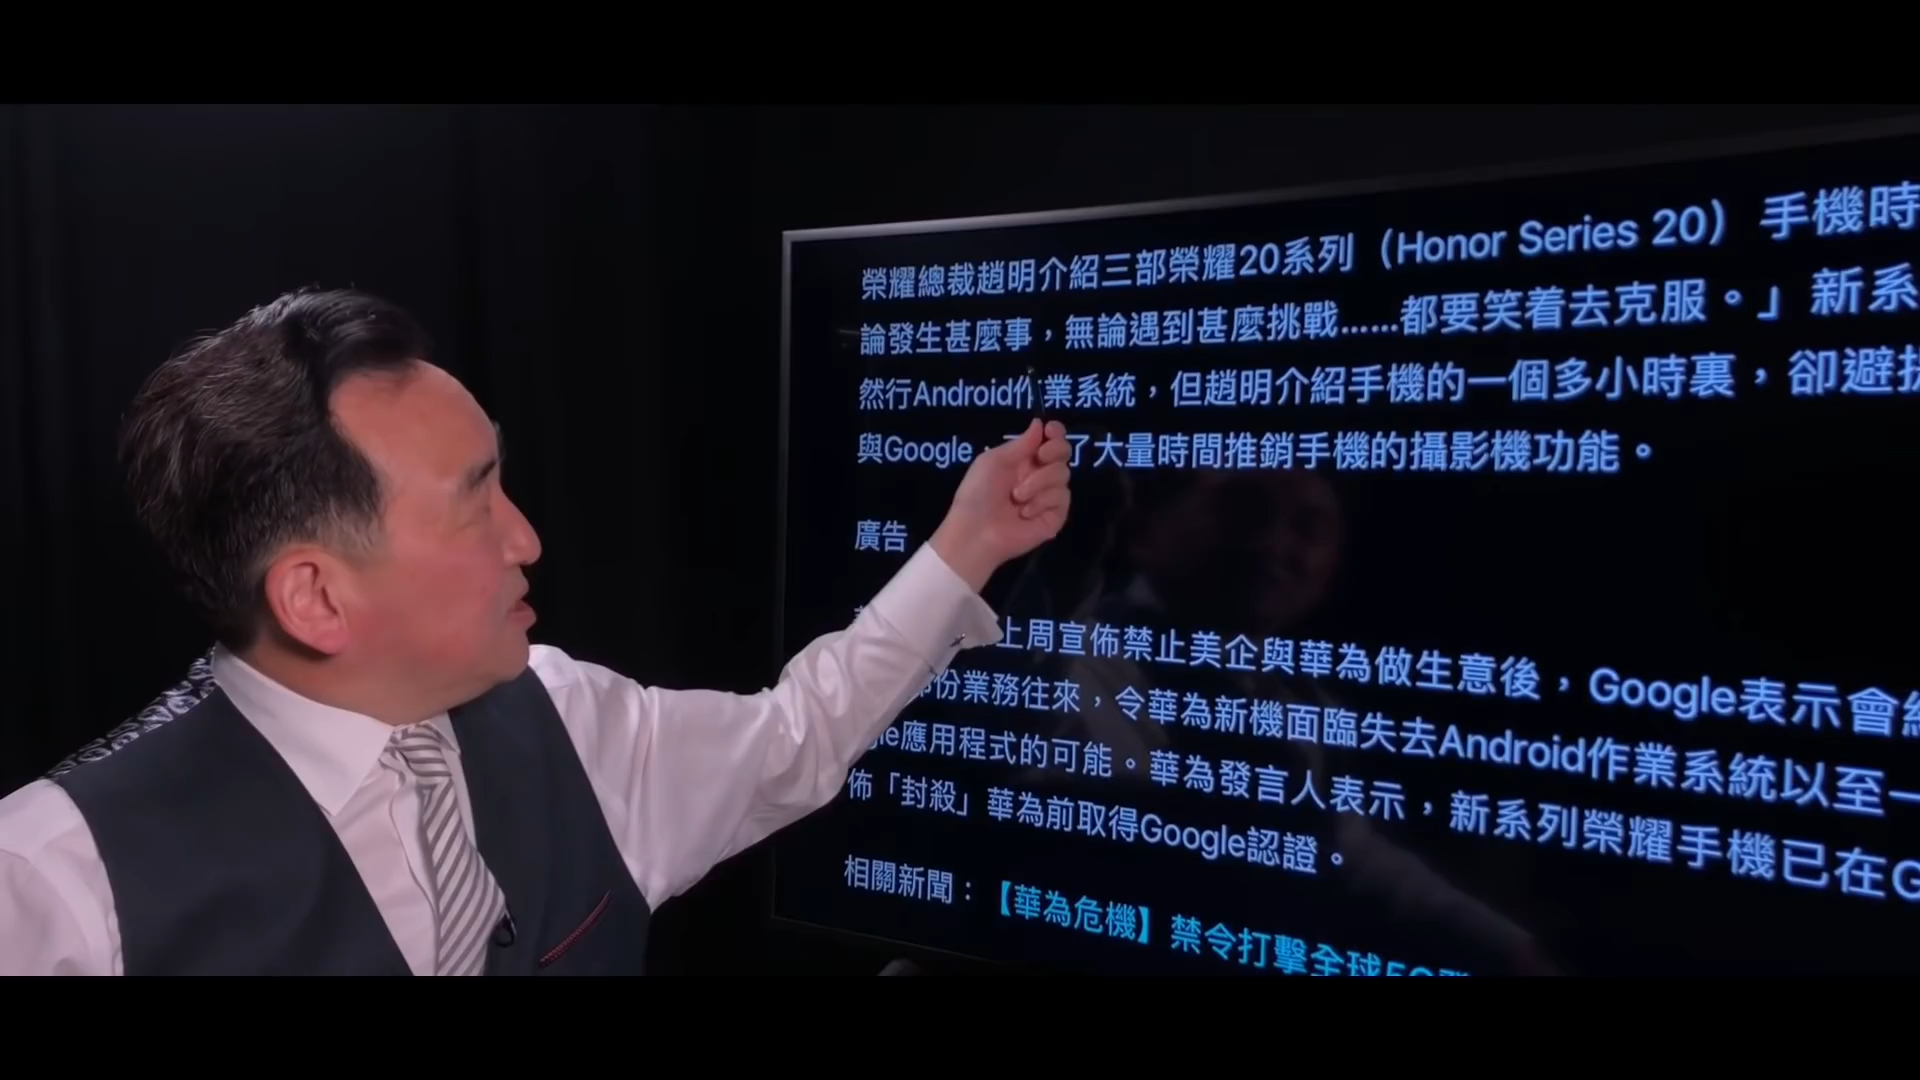 榮耀總裁趙明介紹三部榮耀20系列（Honor Series 20）手機時
論發生甚麼事，無論遇到甚麼挑戰……都要笑着去克服。」新系
然行Android作業系統，但趙明介紹手機的一個多小時裏，卻避
與Google 了大量時間推銷手機的攝影機功能。
廣告
上周宣佈禁止美企與華為做生意後，Google表示會
份業務往來，令華為新機面臨失去Android作業系統以至一
le應用程式的可能。華為發言人表示，新系列榮耀手機已在G
佈「封殺」華為前取得Google認證。
相關新聞：【華為危機】禁令打擊全球5G